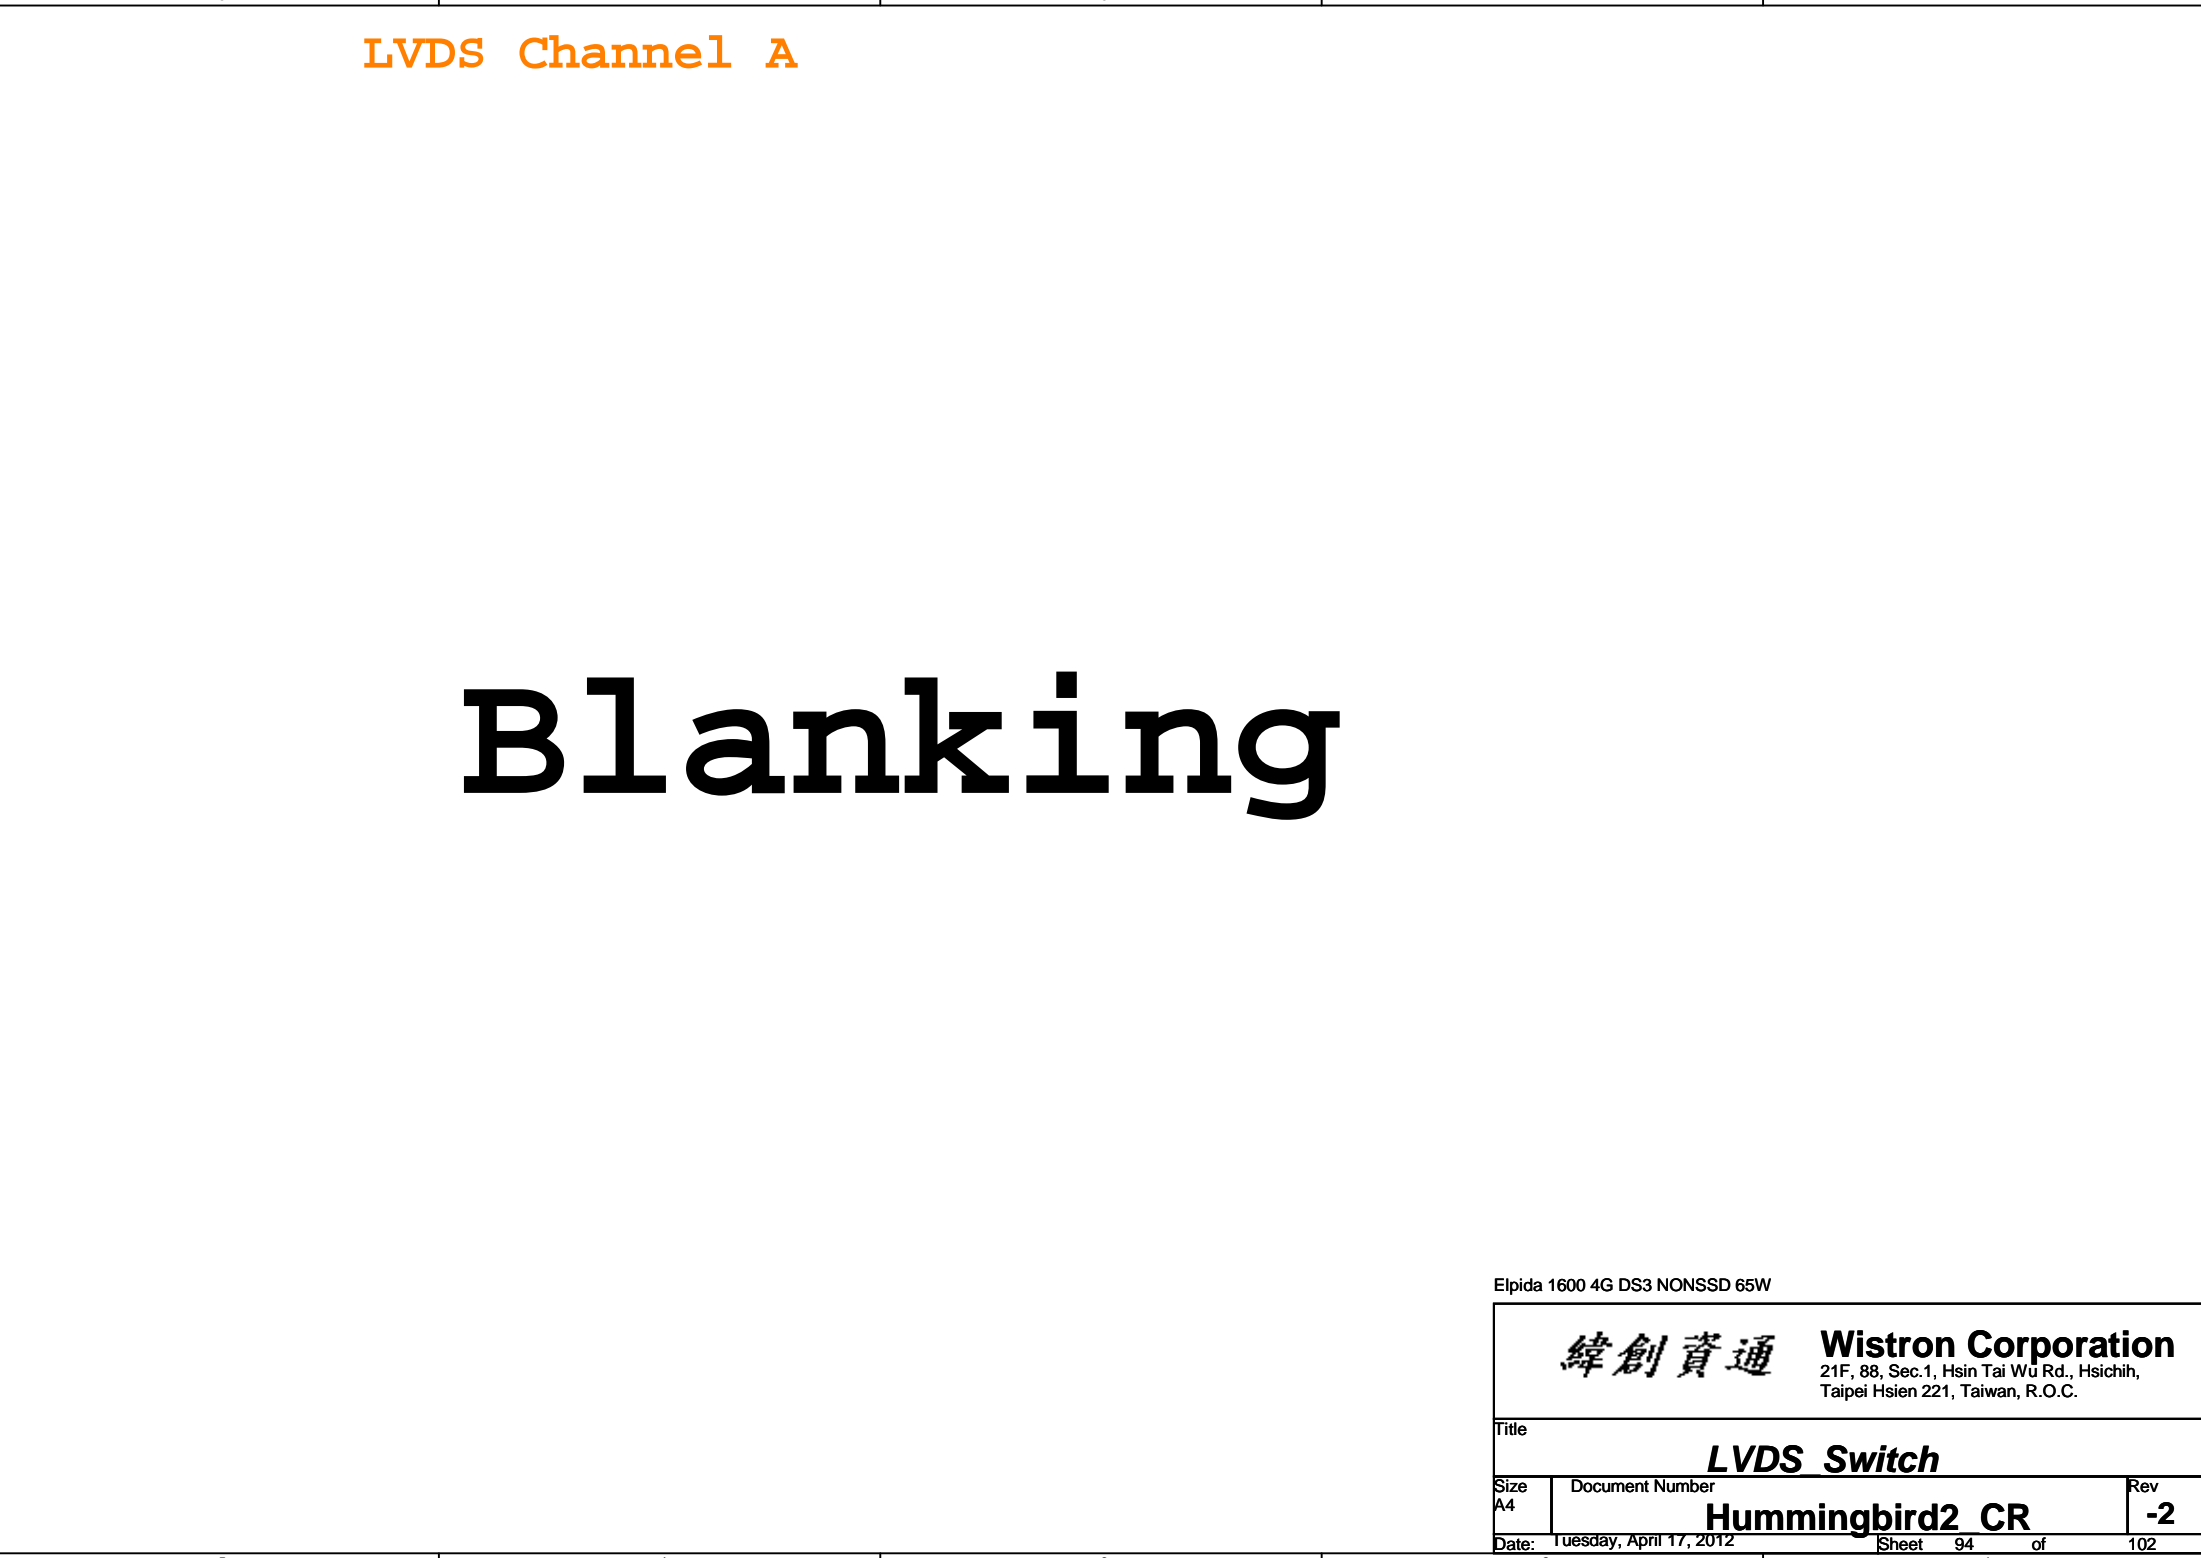 LVDS Channel A
Blanking
Elpida 1600 4G DS3 NONSSD 65W
緯創資通
Wistron Corporation
21F, 88, Sec.1, Hsin Tai Wu Rd., Hsichih,
Taipei Hsien 221, Taiwan, R.O.C.
Title
LVDS_Switch
Size Document Number Rev
A4 Hummingbird2_CR -2
Date: Tuesday, April 17, 2012 Sheet 94 of 102